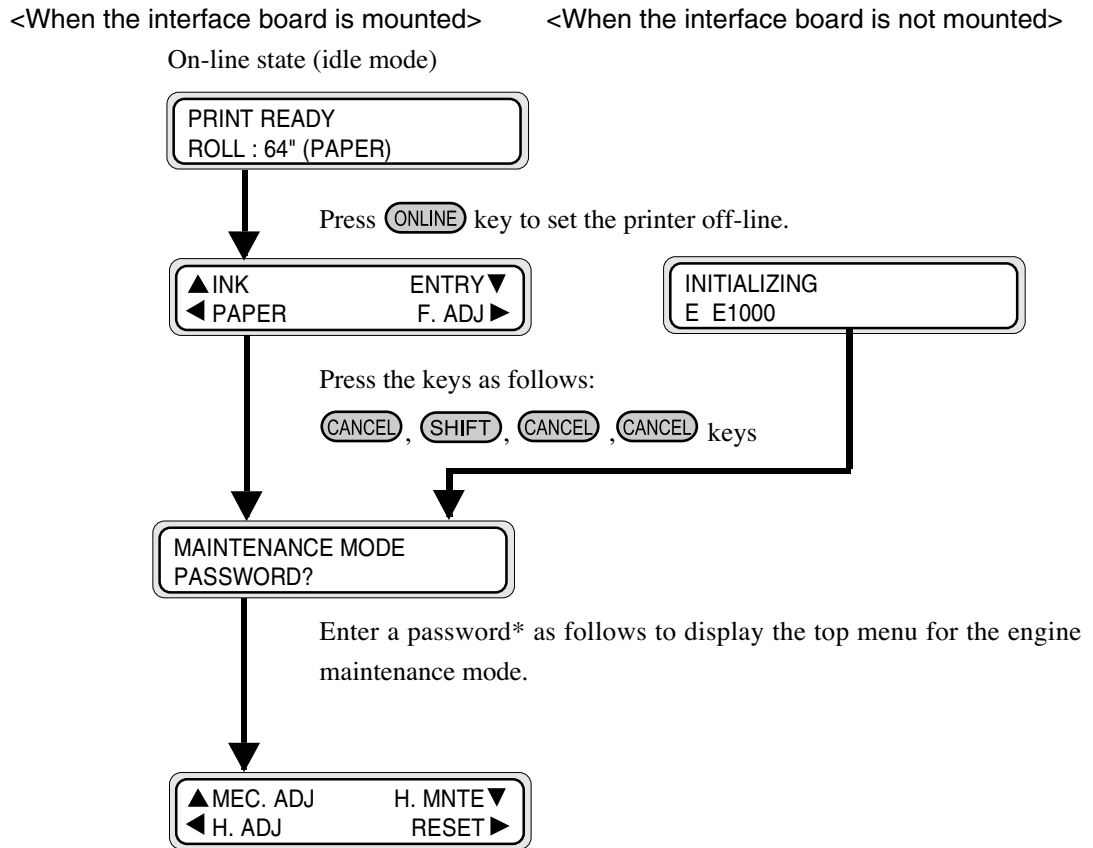 <When the interface board is mounted>
<When the interface board is not mounted>
On-line state (idle mode)
PRINT READY
ROLL : 64" (PAPER)
Press ONLINE key to set the printer off-line.
▲INK ENTRY▼
◀ PAPER F. ADJ▶
INITIALIZING
E E1000
Press the keys as follows:
CANCEL, SHIFT, CANCEL ,CANCEL keys
MAINTENANCE MODE
PASSWORD?
Enter a password* as follows to display the top menu for the engine
maintenance mode.
▲MEC. ADJ H. MNTE▼
◀ H. ADJ RESET▶